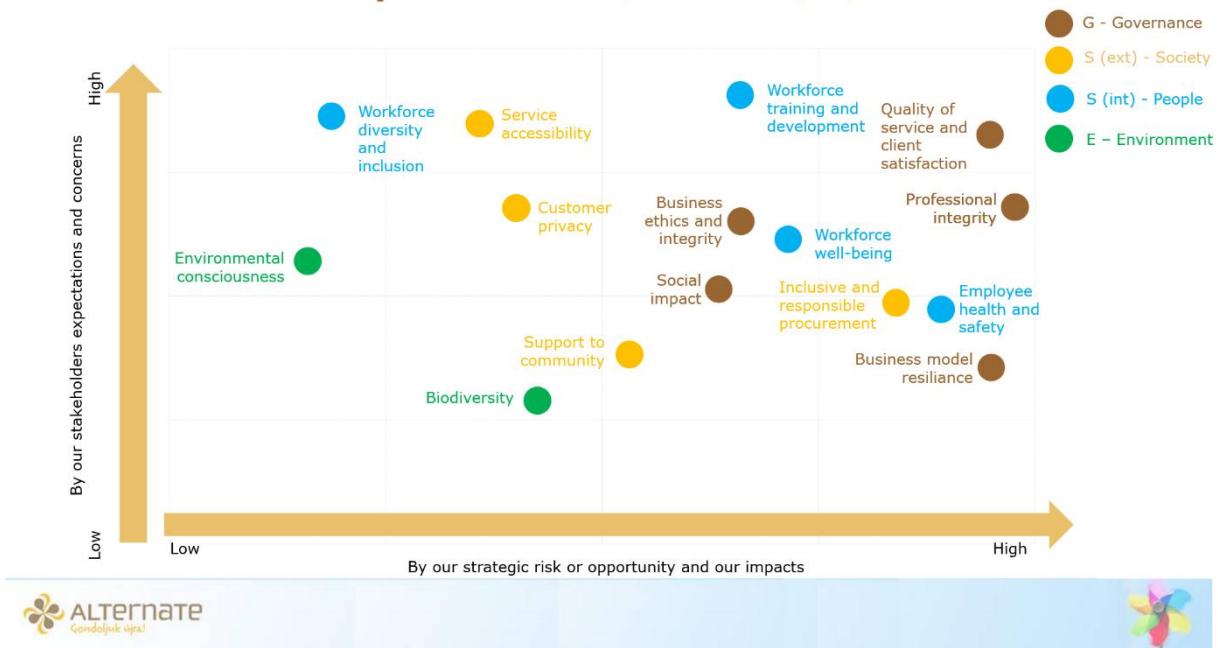 G - Governance
S (ext) - Society
S (int) - People
E – Environment
High
By our stakeholders expectations and concerns
Low
Workforce
diversity
and
inclusion
Service
accessibility
Workforce
training and
development
Quality of
service and
client
satisfaction
Customer
privacy
Business
ethics and
integrity
Professional
integrity
Workforce
well-being
Environmental
consciousness
Social
impact
Inclusive and
responsible
procurement
Employee
health and
safety
Support to
community
Business model
resiliance
Biodiversity
Low
High
By our strategic risk or opportunity and our impacts
ALTERNATE
Gondoljuk újra!